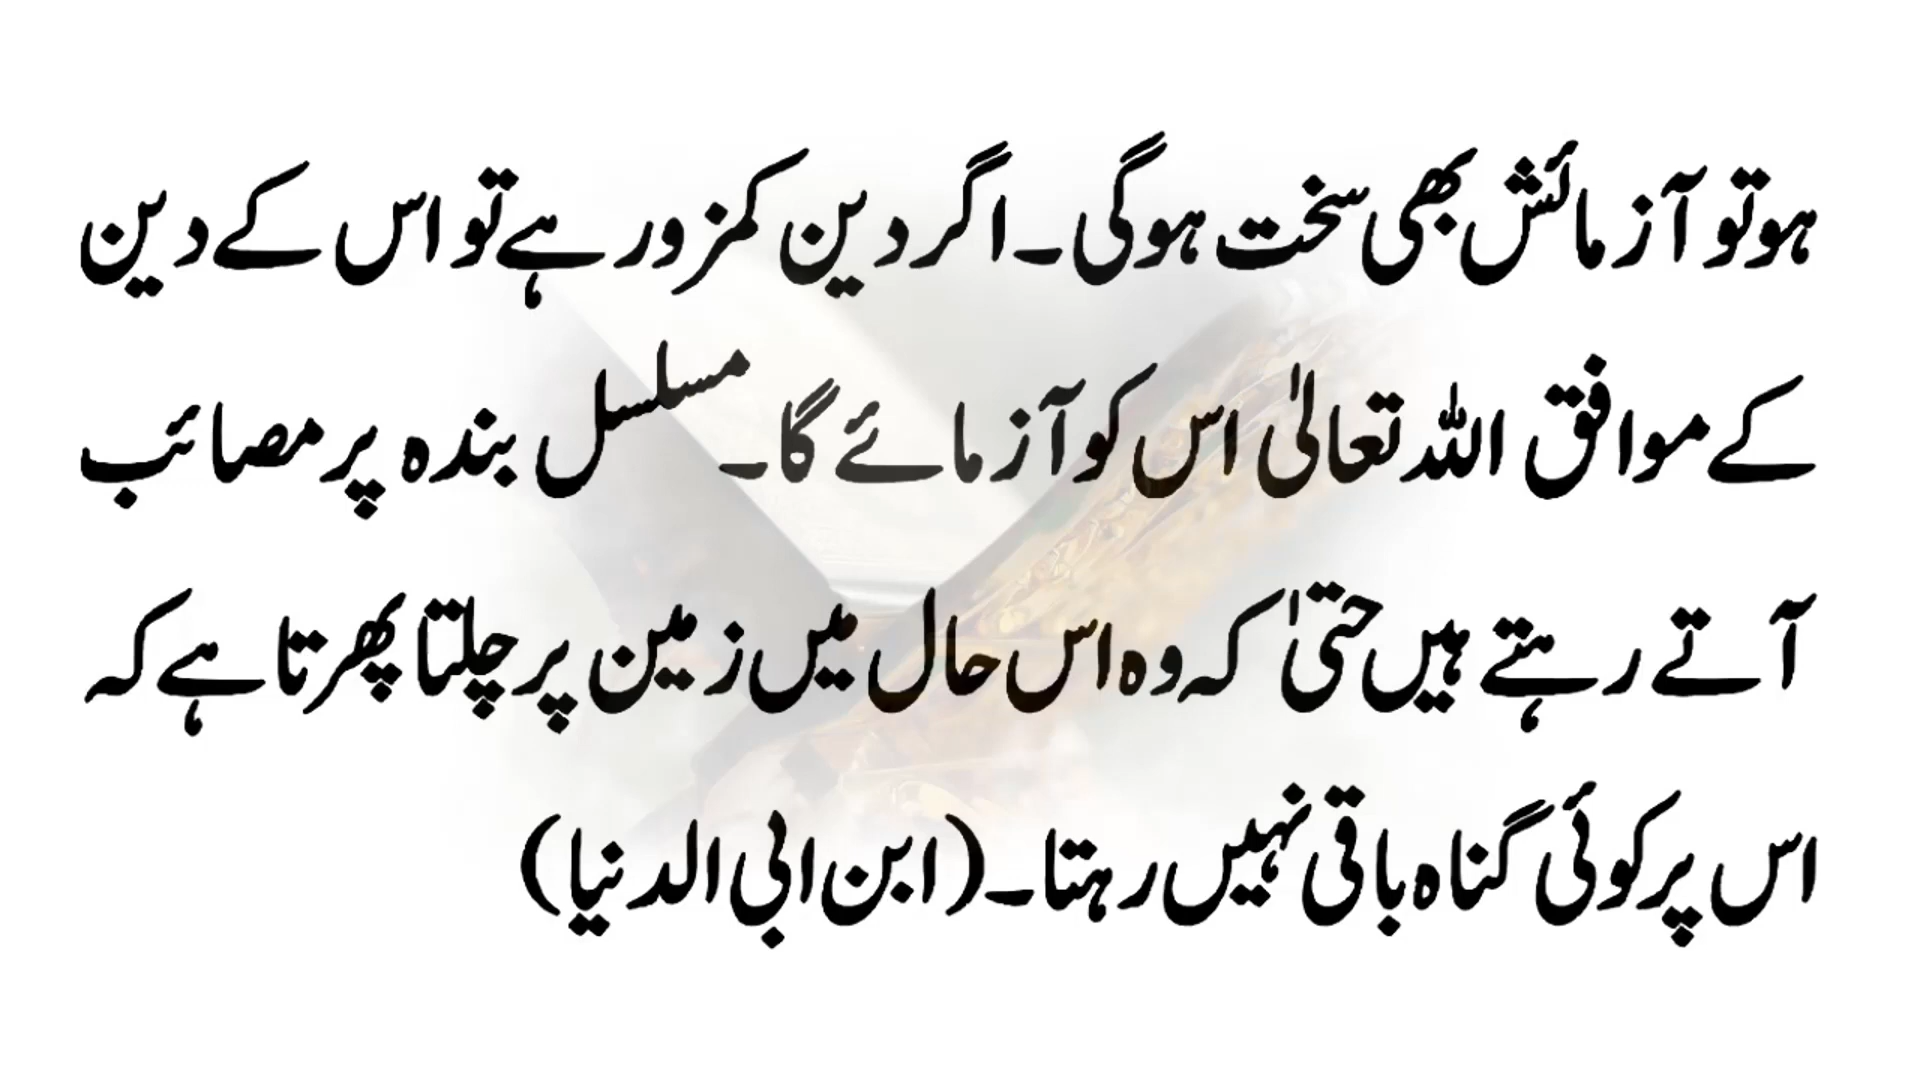 ہو تو آزمائش بھی سخت ہوگی۔ اگر دین کمزور ہے تو اس کے دین
کے موافق اللہ تعالیٰ اس کو آزمائے گا۔ مسلسل بندہ پر مصائب
آتے رہتے ہیں حتیٰ کہ وہ اس حال میں زمین پر چلتا پھرتا ہے کہ
اس پر کوئی گناہ باقی نہیں رہتا۔ (ابن ابی الدنیا)